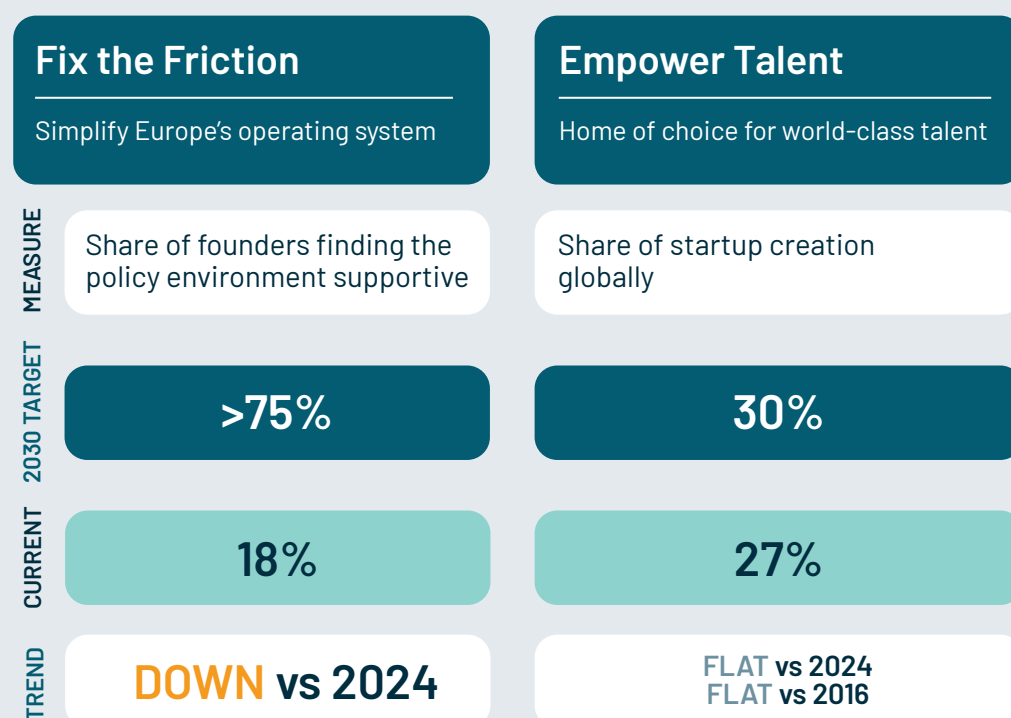 Fix the Friction
Simplify Europe's operating system
Empower Talent
Home of choice for world-class talent
MEASURE
Share of founders finding the
policy environment supportive
Share of startup creation
globally
2030 TARGET
>75%
30%
CURRENT
18%
27%
TREND
DOWN vs 2024
FLAT vs 2024
FLAT vs 2016